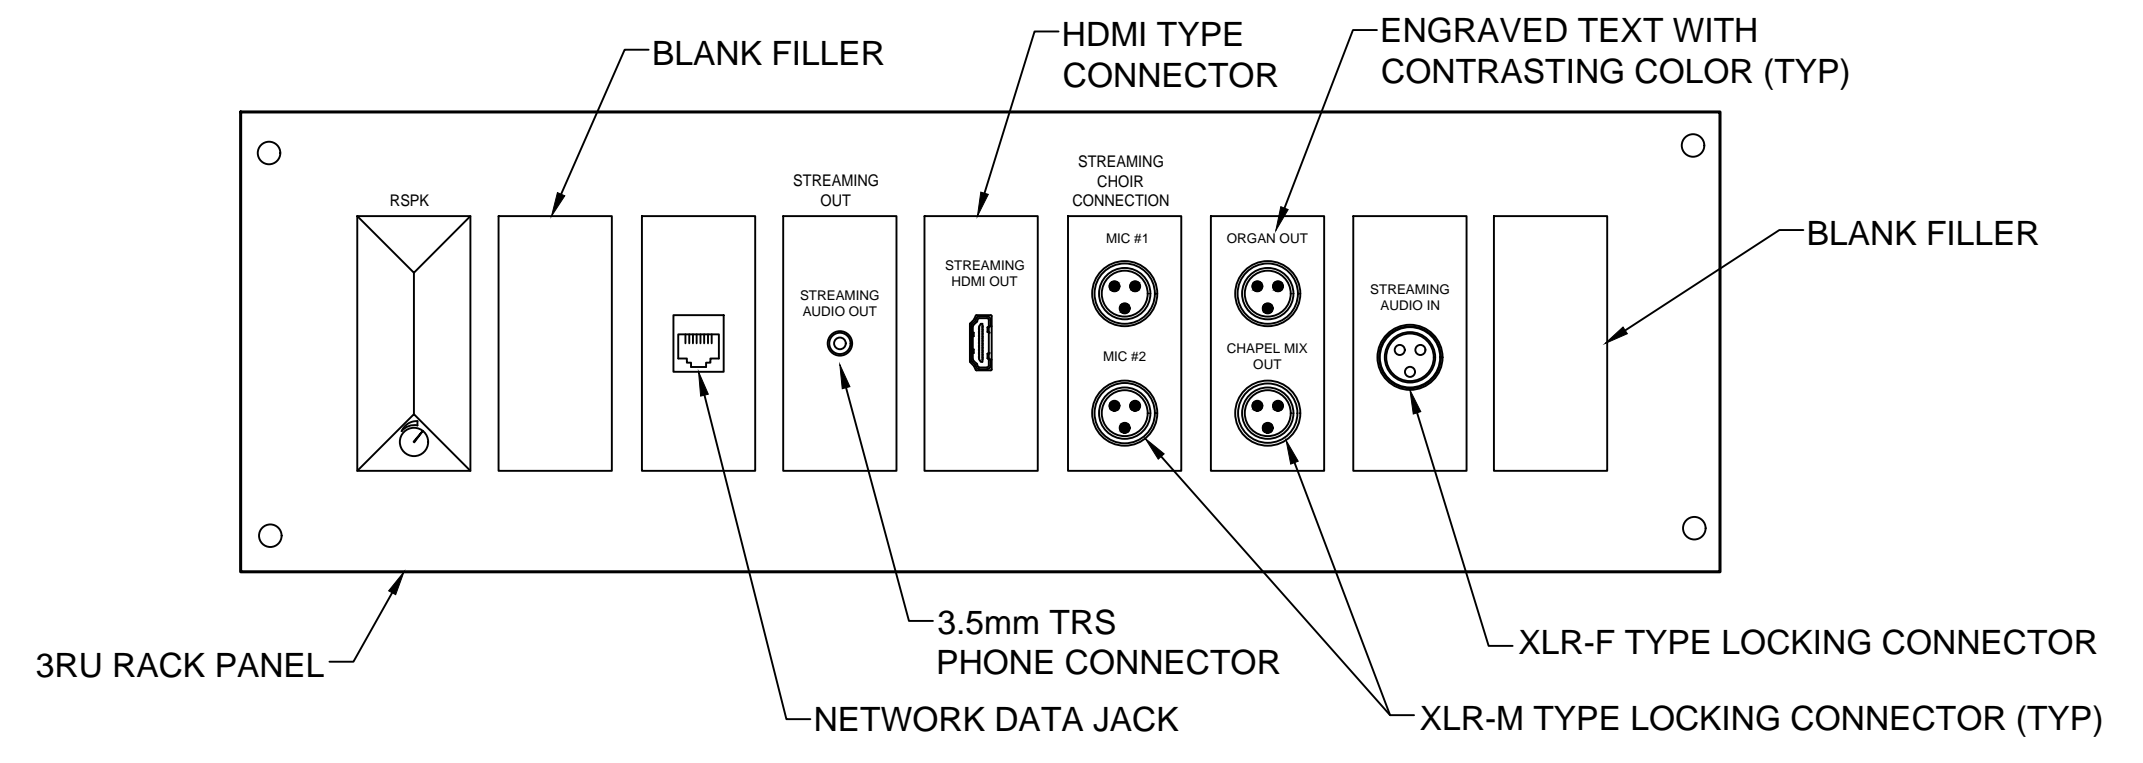 BLANK FILLER
HDMI TYPE
CONNECTOR
ENGRAVED TEXT WITH
CONTRASTING COLOR (TYP)
RSPK
STREAMING
OUT
STREAMING
AUDIO OUT
STREAMING
HDMI OUT
STREAMING
CHOIR
CONNECTION
MIC #1
MIC #2
ORGAN OUT
CHAPEL MIX
OUT
STREAMING
AUDIO IN
BLANK FILLER
3RU RACK PANEL
3.5mm TRS
PHONE CONNECTOR
NETWORK DATA JACK
XLR-F TYPE LOCKING CONNECTOR
XLR-M TYPE LOCKING CONNECTOR (TYP)